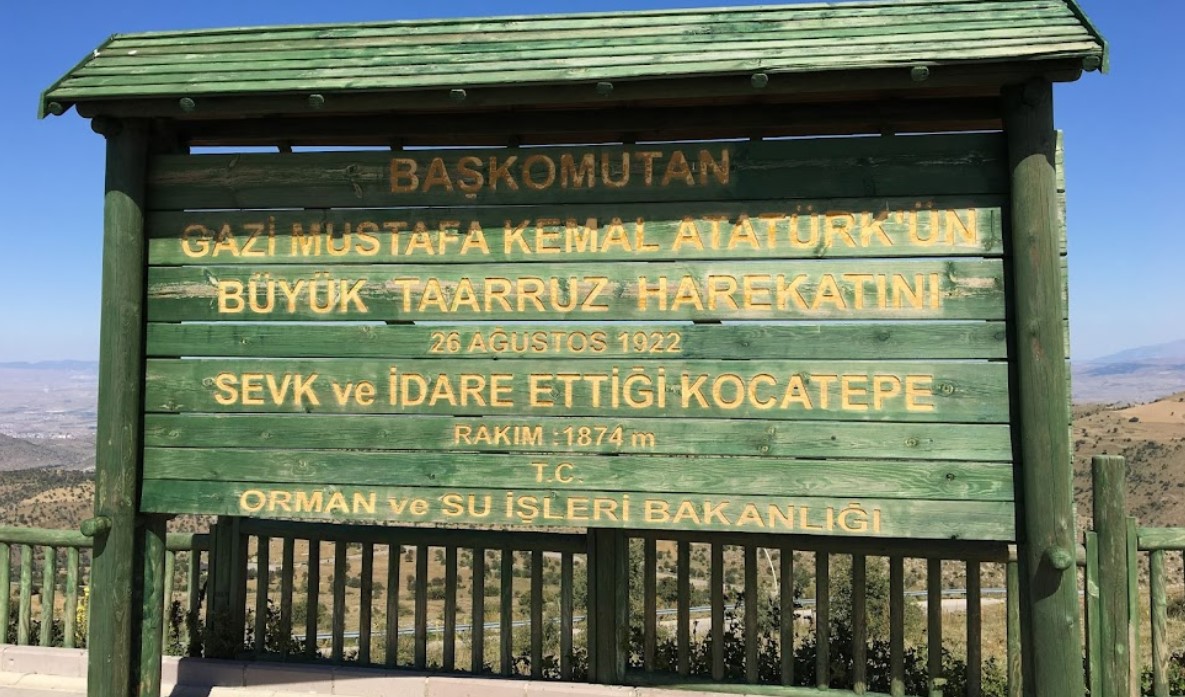 BAŞKOMUTAN
GAZİ MUSTAFA KEMAL ATATÜRK"ÜN
BÜYÜK TAARRUZ HAREKATINI
26 AĞUSTOS 1922
SEVK ve İDARE ETTİĞİ KOCATEPE
RAKIM :1874 m
T.C.
ORMAN ve SU İŞLERİ BAKANLIĞI